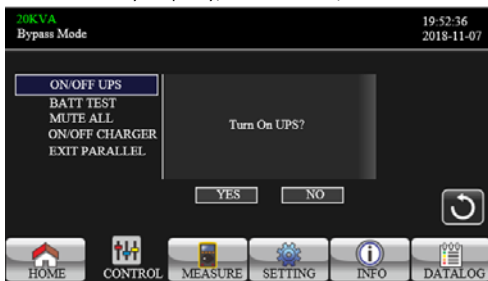 20KVA
Bypass Mode
19:52:36
2018-11-07
ON/OFF UPS
BATT TEST
MUTE ALL
ON/OFF CHARGER
EXIT PARALLEL
Turn On UPS?
YES
NO
HOME
CONTROL
MEASURE
SETTING
INFO
DATALOG